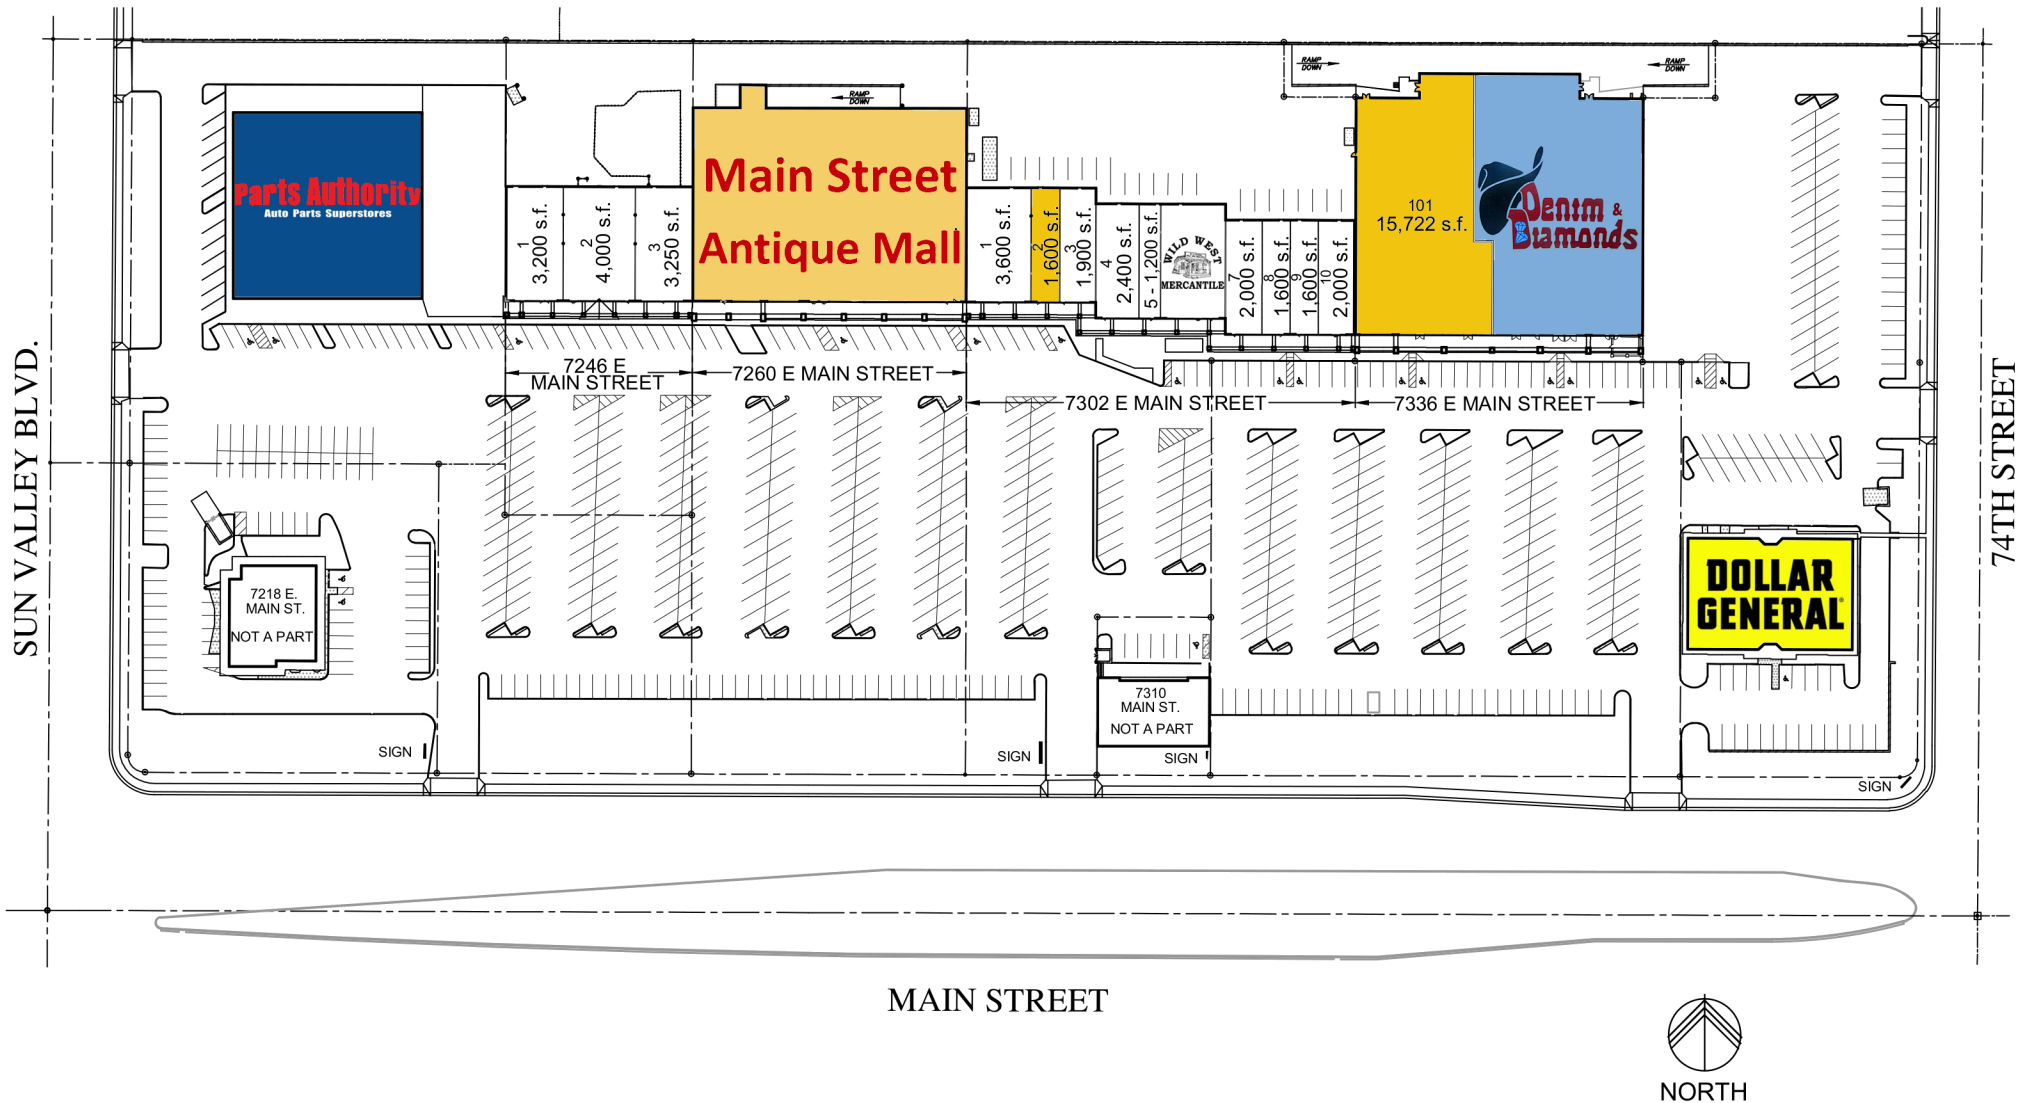 RAMP
DOWN
RAMP
DOWN
RAMP
DOWN
Parts Authority
Auto Parts Superstores
1
3,200 s.f.
2
4,000 s.f.
3
3,250 s.f.
Main Street
Antique Mall
1
3,600 s.f.
2
1,600 s.f.
3
1,900 s.f.
4
2,400 s.f.
5 - 1,200 s.f.
WILD WEST
MERCANTILE
7
2,000 s.f.
8
1,600 s.f.
9
1,600 s.f.
10
2,000 s.f.
101
15,722 s.f.
Denim &
Diamonds
7246 E
MAIN STREET
7260 E MAIN STREET
7302 E MAIN STREET
7336 E MAIN STREET
SUN VALLEY BLVD.
74TH STREET
7218 E.
MAIN ST.
NOT A PART
DOLLAR
GENERAL
7310
MAIN ST.
NOT A PART
SIGN
SIGN
SIGN
SIGN
MAIN STREET
NORTH